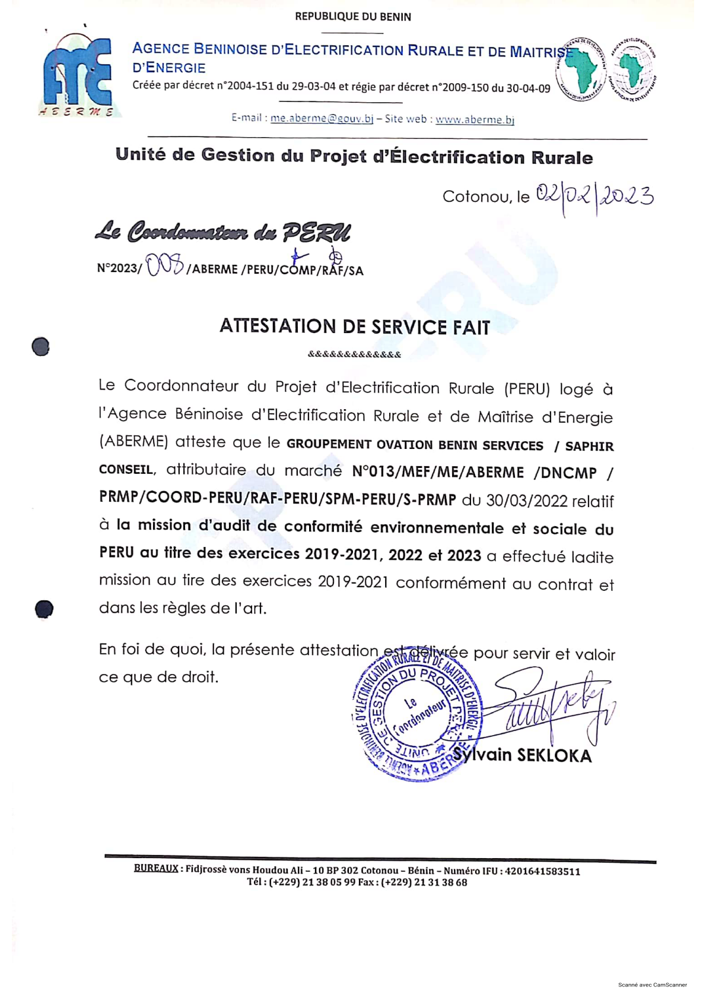 REPUBLIQUE DU BENIN
AGENCE BENINOISE D'ELECTRIFICATION RURALE ET DE MAITRISE
D'ENERGIE
Créée par décret n°2004-151 du 29-03-04 et régie par décret n°2009-150 du 30-04-09
ABERME
E-mail : me.aberme@gouv.bj – Site web : www.aberme.bj
Unité de Gestion du Projet d'Électrification Rurale
Cotonou, le 02/02/2023
Le Coordonnateur du PERU
N°2023/008/ABERME /PERU/COMP/RAF/SA
ATTESTATION DE SERVICE FAIT
&&&&&&&&&&&&&
Le Coordonnateur du Projet d'Electrification Rurale (PERU) logé à
l'Agence Béninoise d'Electrification Rurale et de Maîtrise d'Energie
(ABERME) atteste que le GROUPEMENT OVATION BENIN SERVICES / SAPHIR
CONSEIL, attributaire du marché N°013/MEF/ME/ABERME /DNCMP /
PRMP/COORD-PERU/RAF-PERU/SPM-PERU/S-PRMP du 30/03/2022 relatif
à la mission d'audit de conformité environnementale et sociale du
PERU au titre des exercices 2019-2021, 2022 et 2023 a effectué ladite
mission au tire des exercices 2019-2021 conformément au contrat et
dans les règles de l'art.
En foi de quoi, la présente attestation est délivrée pour servir et valoir
ce que de droit.
AGENCE BENINOISE D'ELECTRIFICATION RURALE ET DE MAITRISE D'ENERGIE
* ABERME
UNITE DE GESTION DU PROJET PERU
Le
Coordonateur
Sylvain SEKLOKA
BUREAUX : Fidjrossè vons Houdou Ali – 10 BP 302 Cotonou – Bénin – Numéro IFU : 4201641583511
Tél : (+229) 21 38 05 99 Fax : (+229) 21 31 38 68
Scanné avec CamScanner